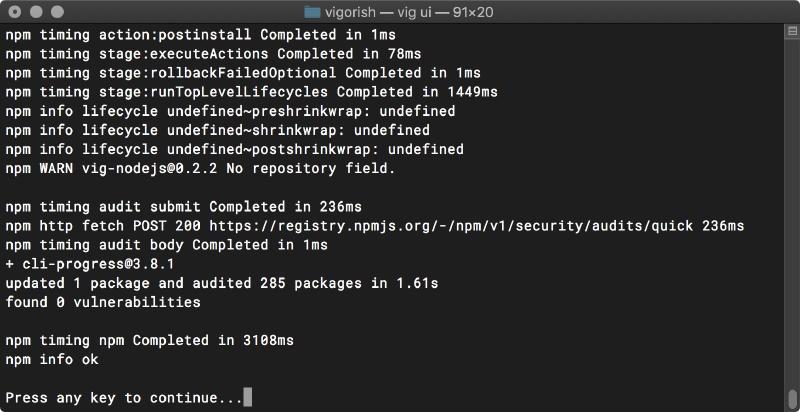 vigorish — vig ui — 91×20
npm timing action:postinstall Completed in 1ms
npm timing stage:executeActions Completed in 78ms
npm timing stage:rollbackFailedOptional Completed in 1ms
npm timing stage:runTopLevelLifecycles Completed in 1449ms
npm info lifecycle undefined~preshrinkwrap: undefined
npm info lifecycle undefined~shrinkwrap: undefined
npm info lifecycle undefined~postshrinkwrap: undefined
npm WARN vig-nodejs@0.2.2 No repository field.
npm timing audit submit Completed in 236ms
npm http fetch POST 200 https://registry.npmjs.org/-/npm/v1/security/audits/quick 236ms
npm timing audit body Completed in 1ms
+ cli-progress@3.8.1
updated 1 package and audited 285 packages in 1.61s
found 0 vulnerabilities
npm timing npm Completed in 3108ms
npm info ok
Press any key to continue...